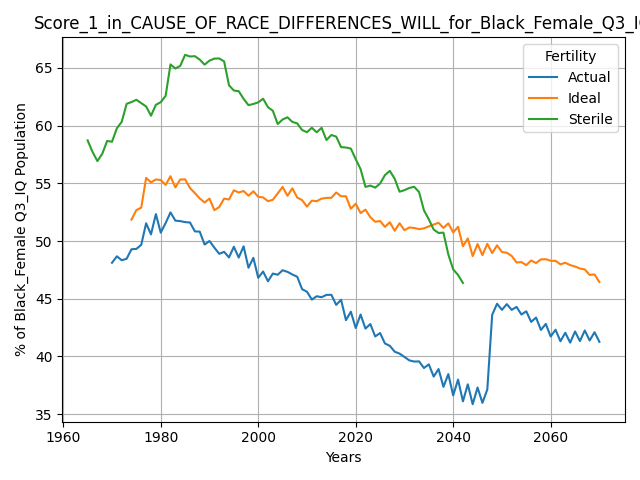 Score_1_in_CAUSE_OF_RACE_DIFFERENCES_WILL_for_Black_Female_Q3_IQ
Fertility
Actual
Ideal
Sterile
% of Black_Female Q3_IQ Population
65
60
55
50
45
40
35
1960
1980
2000
2020
2040
2060
Years